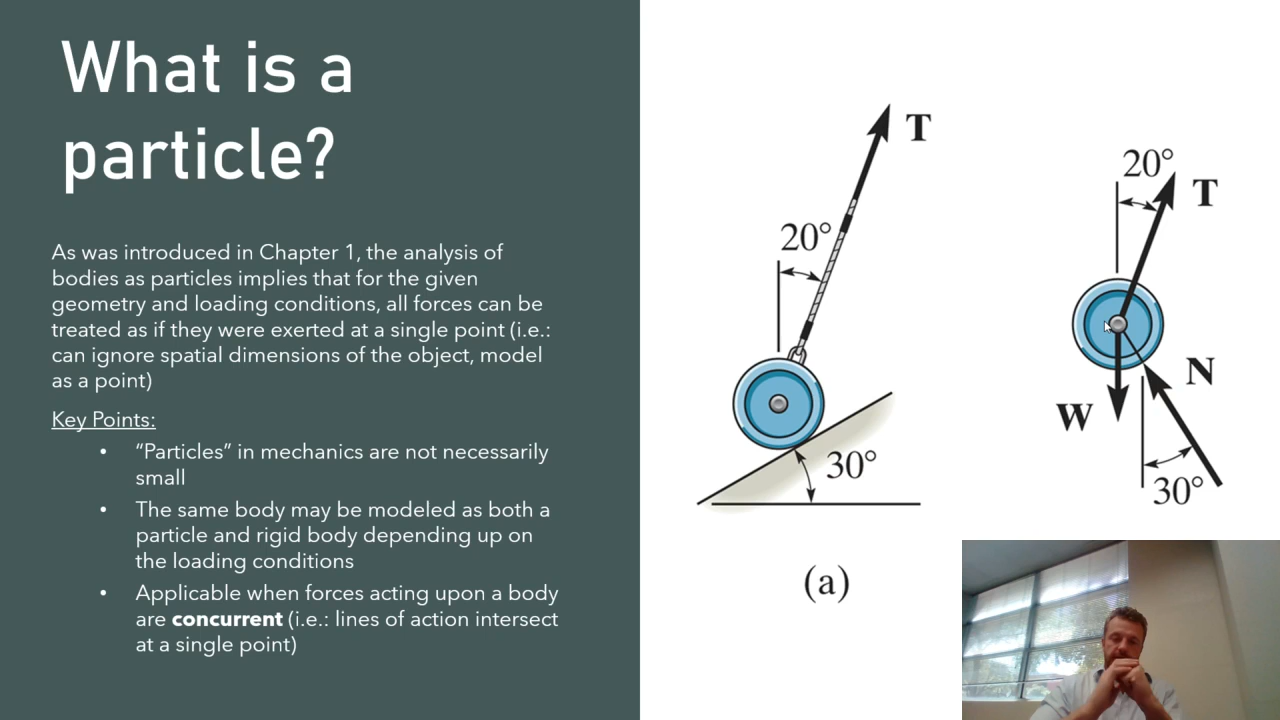 What is a
particle?
As was introduced in Chapter 1, the analysis of
bodies as particles implies that for the given
geometry and loading conditions, all forces can be
treated as if they were exerted at a single point (i.e.:
can ignore spatial dimensions of the object, model
as a point)
Key Points:
• “Particles” in mechanics are not necessarily
small
• The same body may be modeled as both a
particle and rigid body depending up on
the loading conditions
• Applicable when forces acting upon a body
are concurrent (i.e.: lines of action intersect
at a single point)
T
20°
30°
(a)
20°
T
N
W
30°